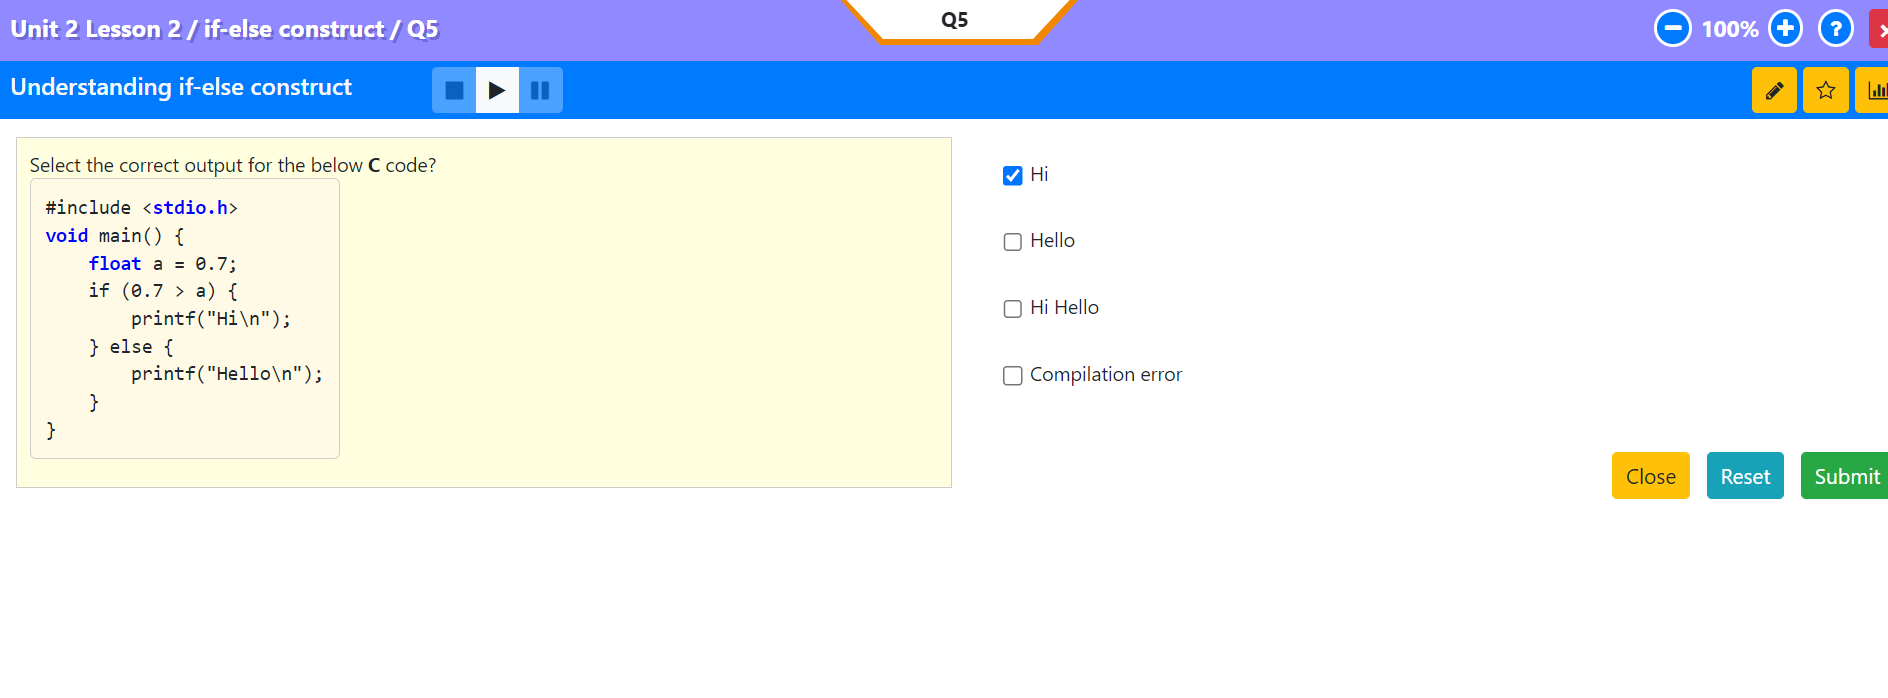 Unit 2 Lesson 2 / if-else construct / Q5
Q5
100%
?
Understanding if-else construct
Select the correct output for the below C code?
#include <stdio.h>
void main() {
    float a = 0.7;
    if (0.7 > a) {
        printf("Hi\n");
    } else {
        printf("Hello\n");
    }
}
Hi
Hello
Hi Hello
Compilation error
Close
Reset
Submit